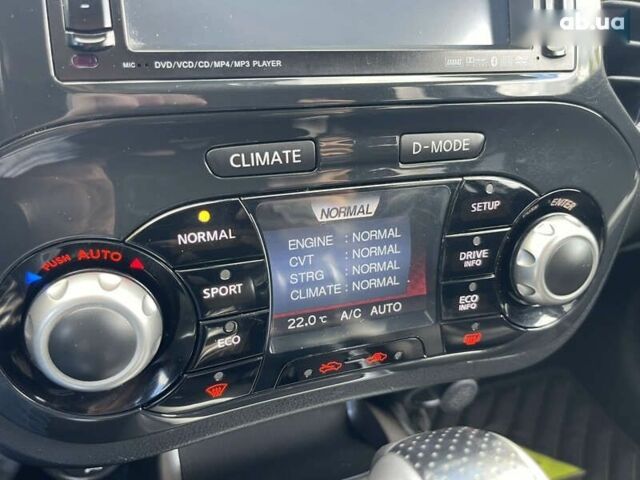 ab.ua
MIC
DVD/VCD/CD/MP4/MP3 PLAYER
CLIMATE
D-MODE
NORMAL
SPORT
ECO
PUSH AUTO
NORMAL
ENGINE : NORMAL
CVT : NORMAL
STRG : NORMAL
CLIMATE : NORMAL
22.0 °C A/C AUTO
SETUP
DRIVE
INFO
ECO
INFO
ENTER